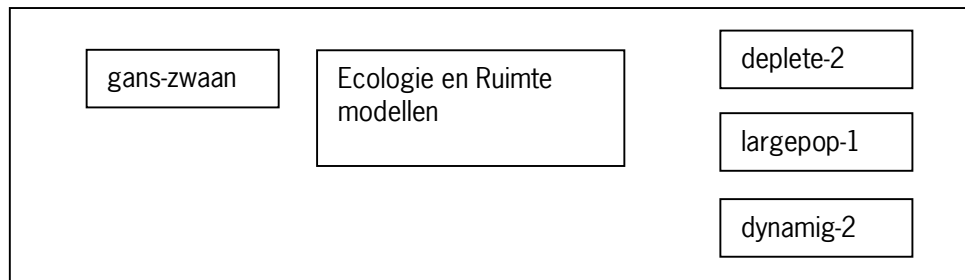 gans-zwaan
Ecologie en Ruimte
modellen
deplete-2
largepop-1
dynamig-2